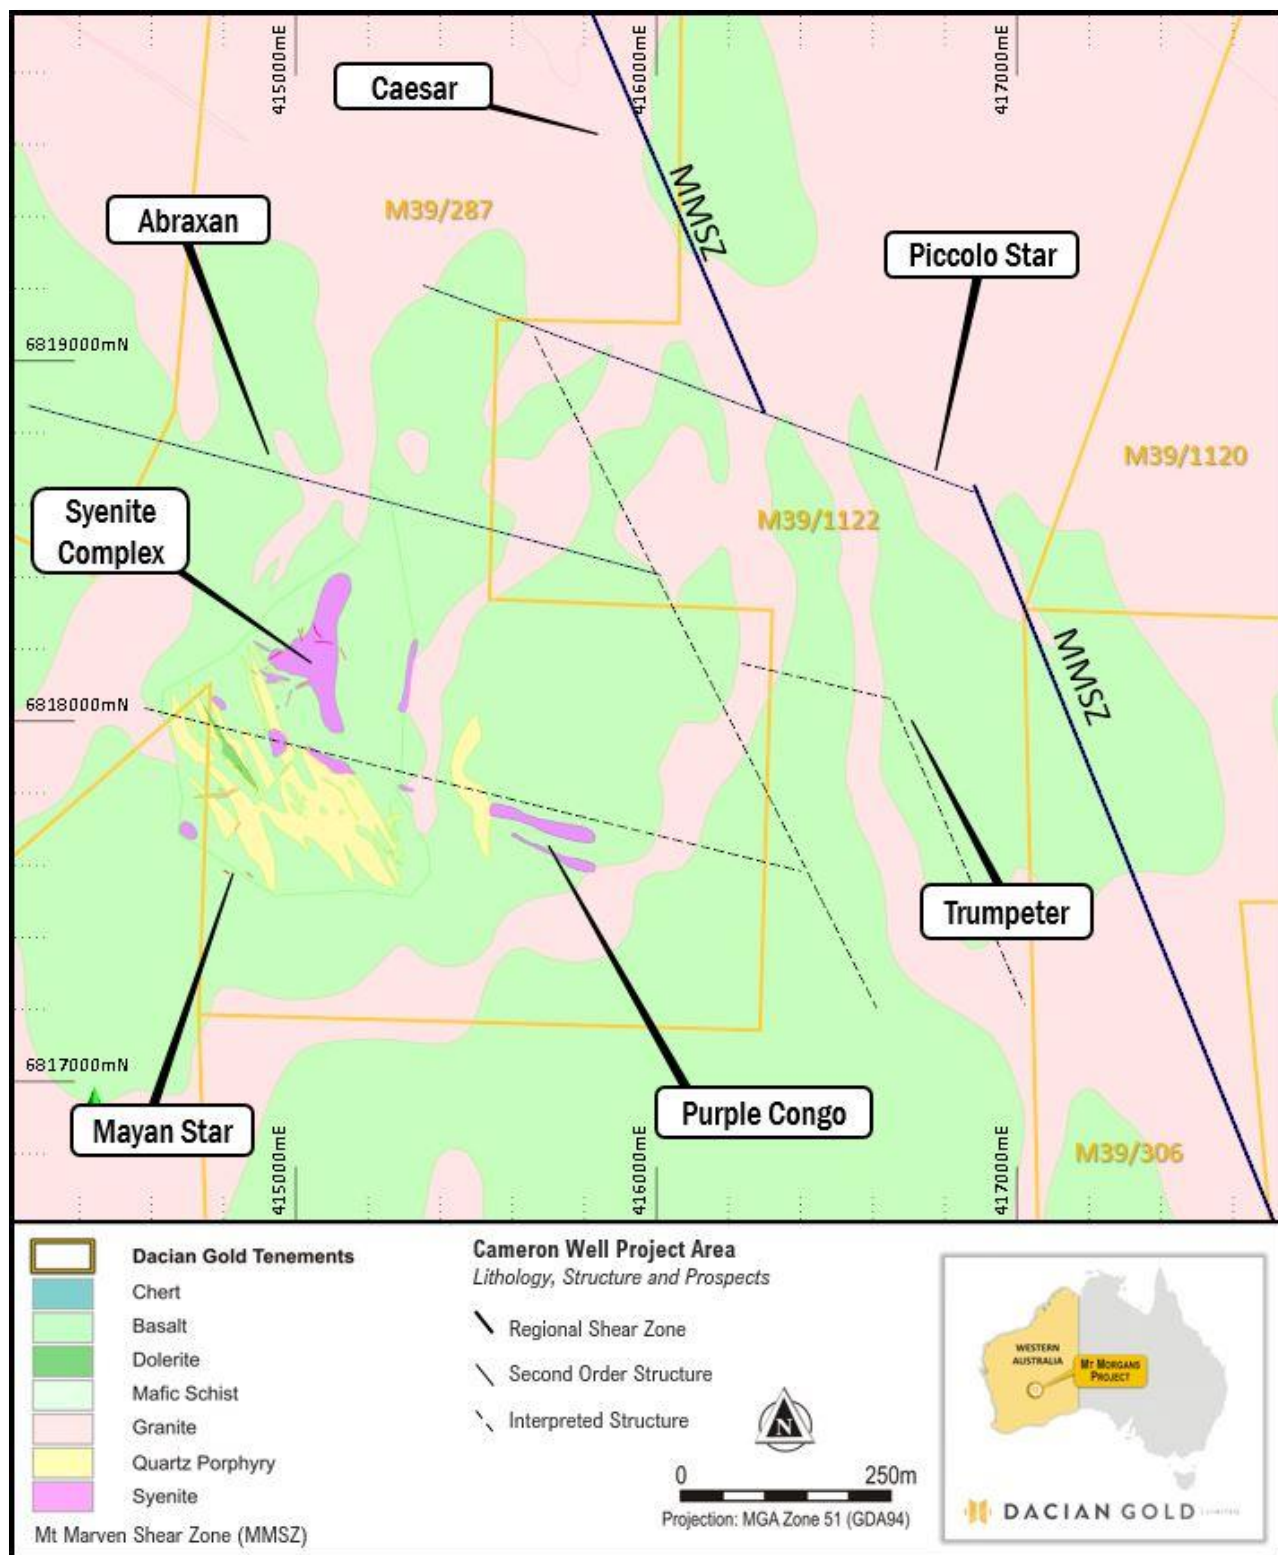 415000mE
416000mE
417000mE
Caesar
MMSZ
Abraxan
M39/287
Piccolo Star
6819000mN
M39/1120
Syenite
Complex
M39/1122
MMSZ
6818000mN
Trumpeter
6817000mN
Mayan Star
Purple Congo
415000mE
416000mE
417000mE
M39/306
Dacian Gold Tenements
Chert
Basalt
Dolerite
Mafic Schist
Granite
Quartz Porphyry
Syenite
Mt Marven Shear Zone (MMSZ)
Cameron Well Project Area
Lithology, Structure and Prospects
Regional Shear Zone
Second Order Structure
Interpreted Structure
N
0 250m
Projection: MGA Zone 51 (GDA94)
WESTERN
AUSTRALIA
MT MORGANS
PROJECT
DACIAN GOLD